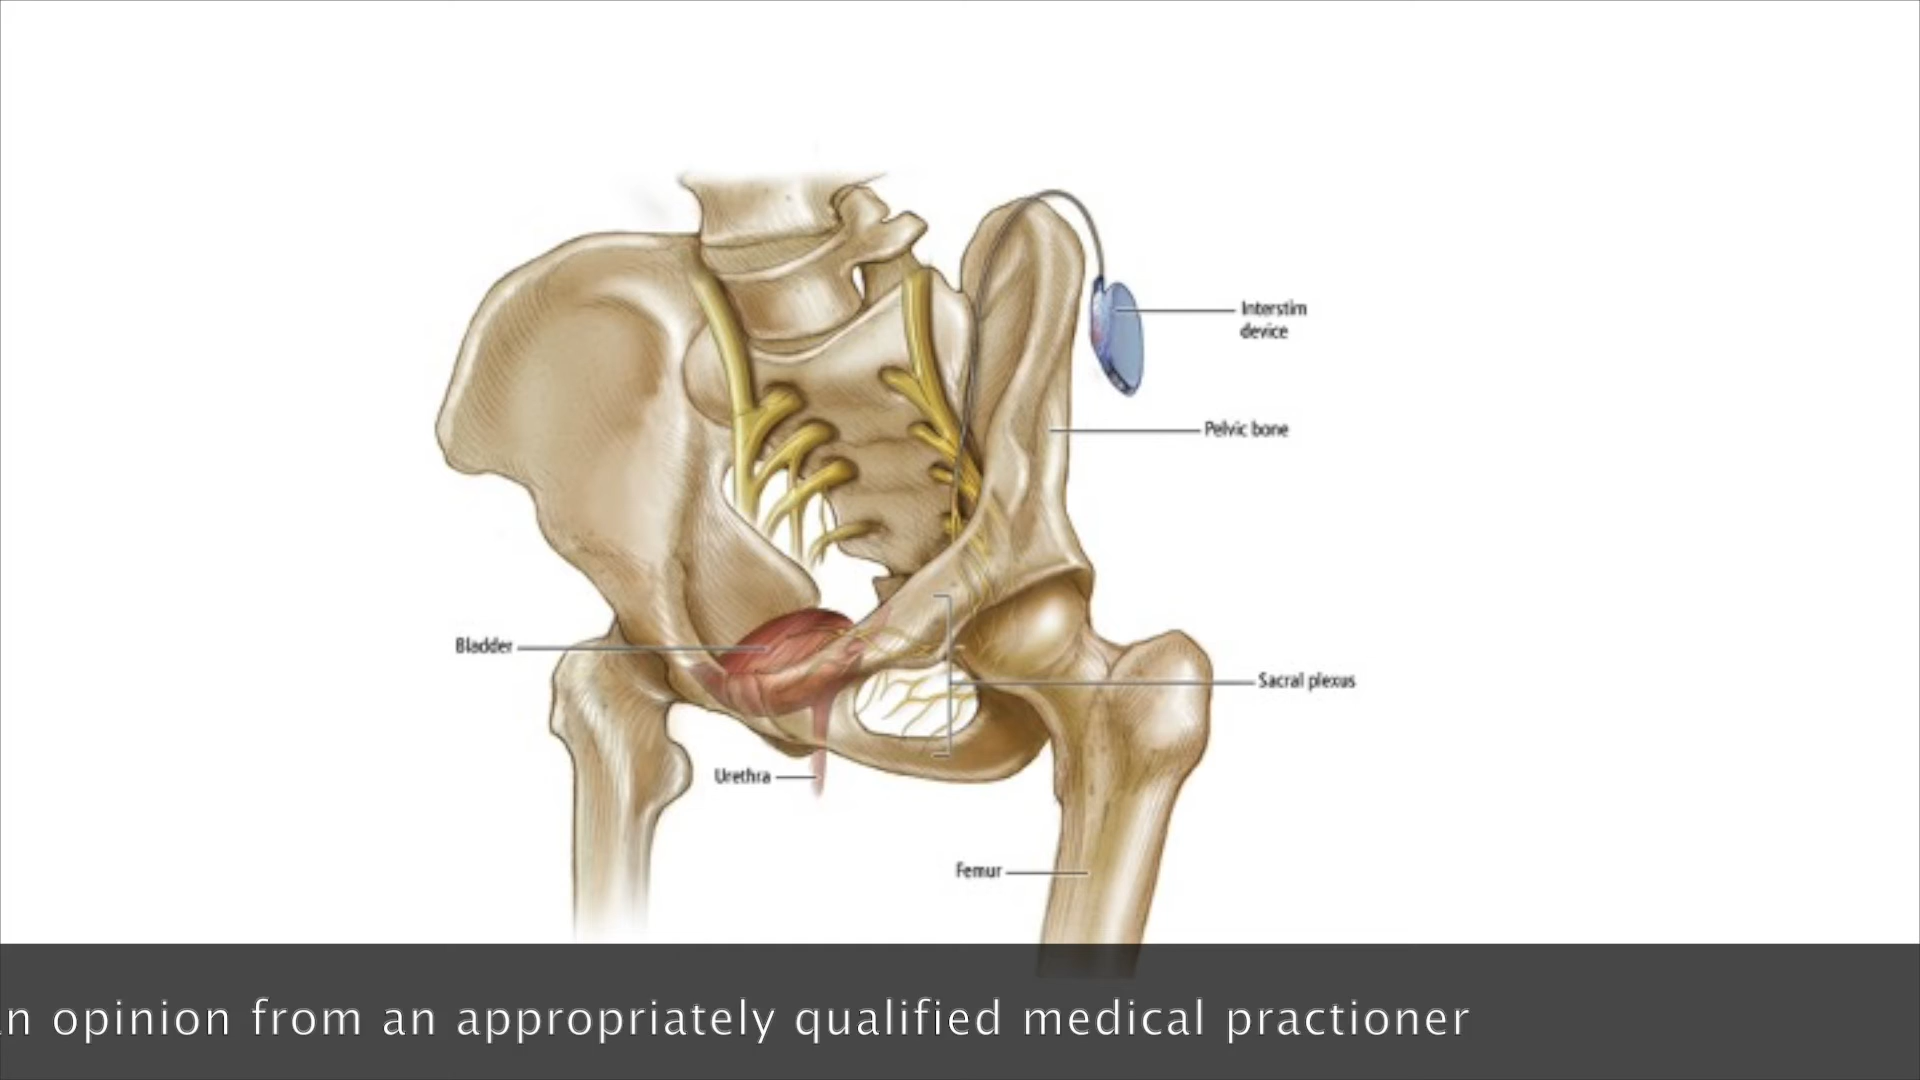 Interstim
device
Pelvic bone
Bladder
Sacral plexus
Urethra
Femur
n opinion from an appropriately qualified medical practioner